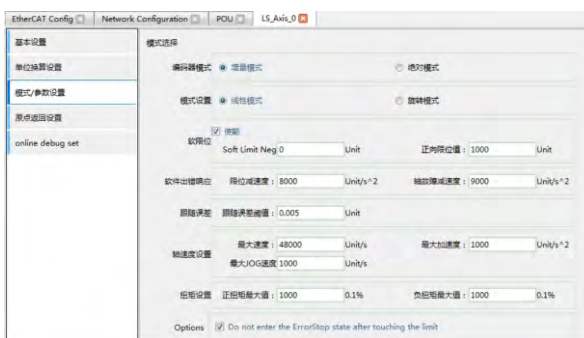 EtherCAT Config Network Configuration POU LS_Axis_0
基本设置
单位换算设置
模式/参数设置
原点返回设置
online debug set
模式选择
编码器模式 增量模式 绝对模式
模式设置 线性模式 旋转模式
软限位 使能
Soft Limit Neg 0 Unit 正向限位值：1000 Unit
软件出错响应 限位减速度：8000 Unit/s^2 轴故障减速度：9000 Unit/s^2
跟随误差 跟随误差阈值：0.005 Unit
轴速度设置 最大速度：48000 Unit/s 最大加速度：1000 Unit/s^2
最大JOG速度 1000 Unit/s
扭矩设置 正扭矩最大值：1000 0.1% 负扭矩最大值：1000 0.1%
Options Do not enter the ErrorStop state after touching the limit